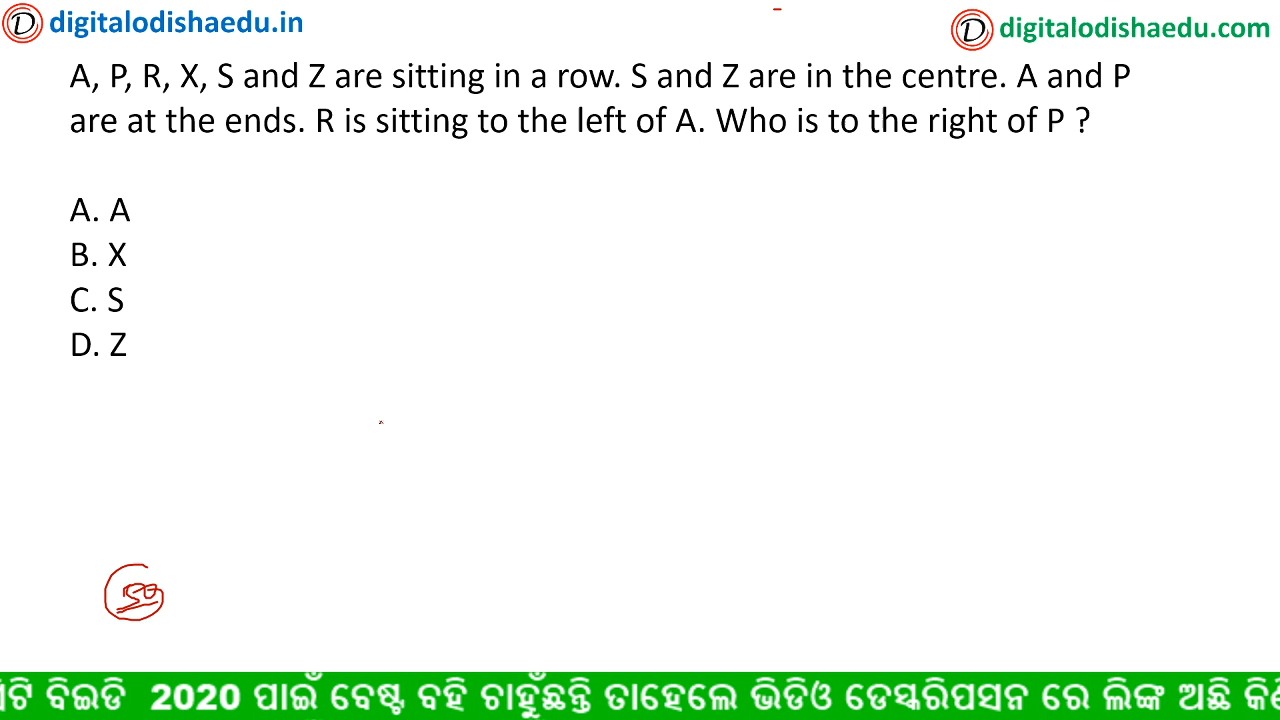 digitalodishaedu.in
digitalodishaedu.com
A, P, R, X, S and Z are sitting in a row. S and Z are in the centre. A and P
are at the ends. R is sitting to the left of A. Who is to the right of P ?
A. A
B. X
C. S
D. Z
50
ବିଇଡି 2020 ପାଇଁ ବେଷ୍ଟ ବହି ଚାହୁଁଛନ୍ତି ତାହେଲେ ଭିଡିଓ ଡେସ୍କରିପସନ ରେ ଲିଙ୍କ ଅଛି